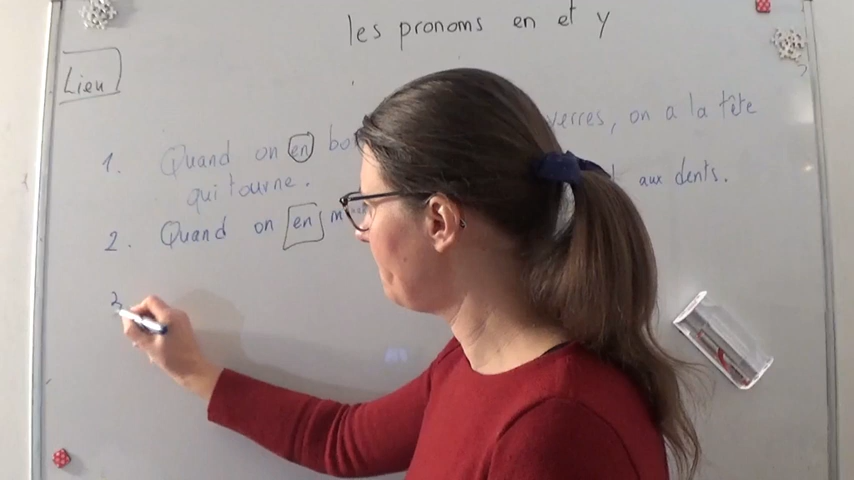 les pronoms en et y
Lieu
1. Quand on en verres, on a la tête
qui tourne. aux dents.
2. Quand on en
3